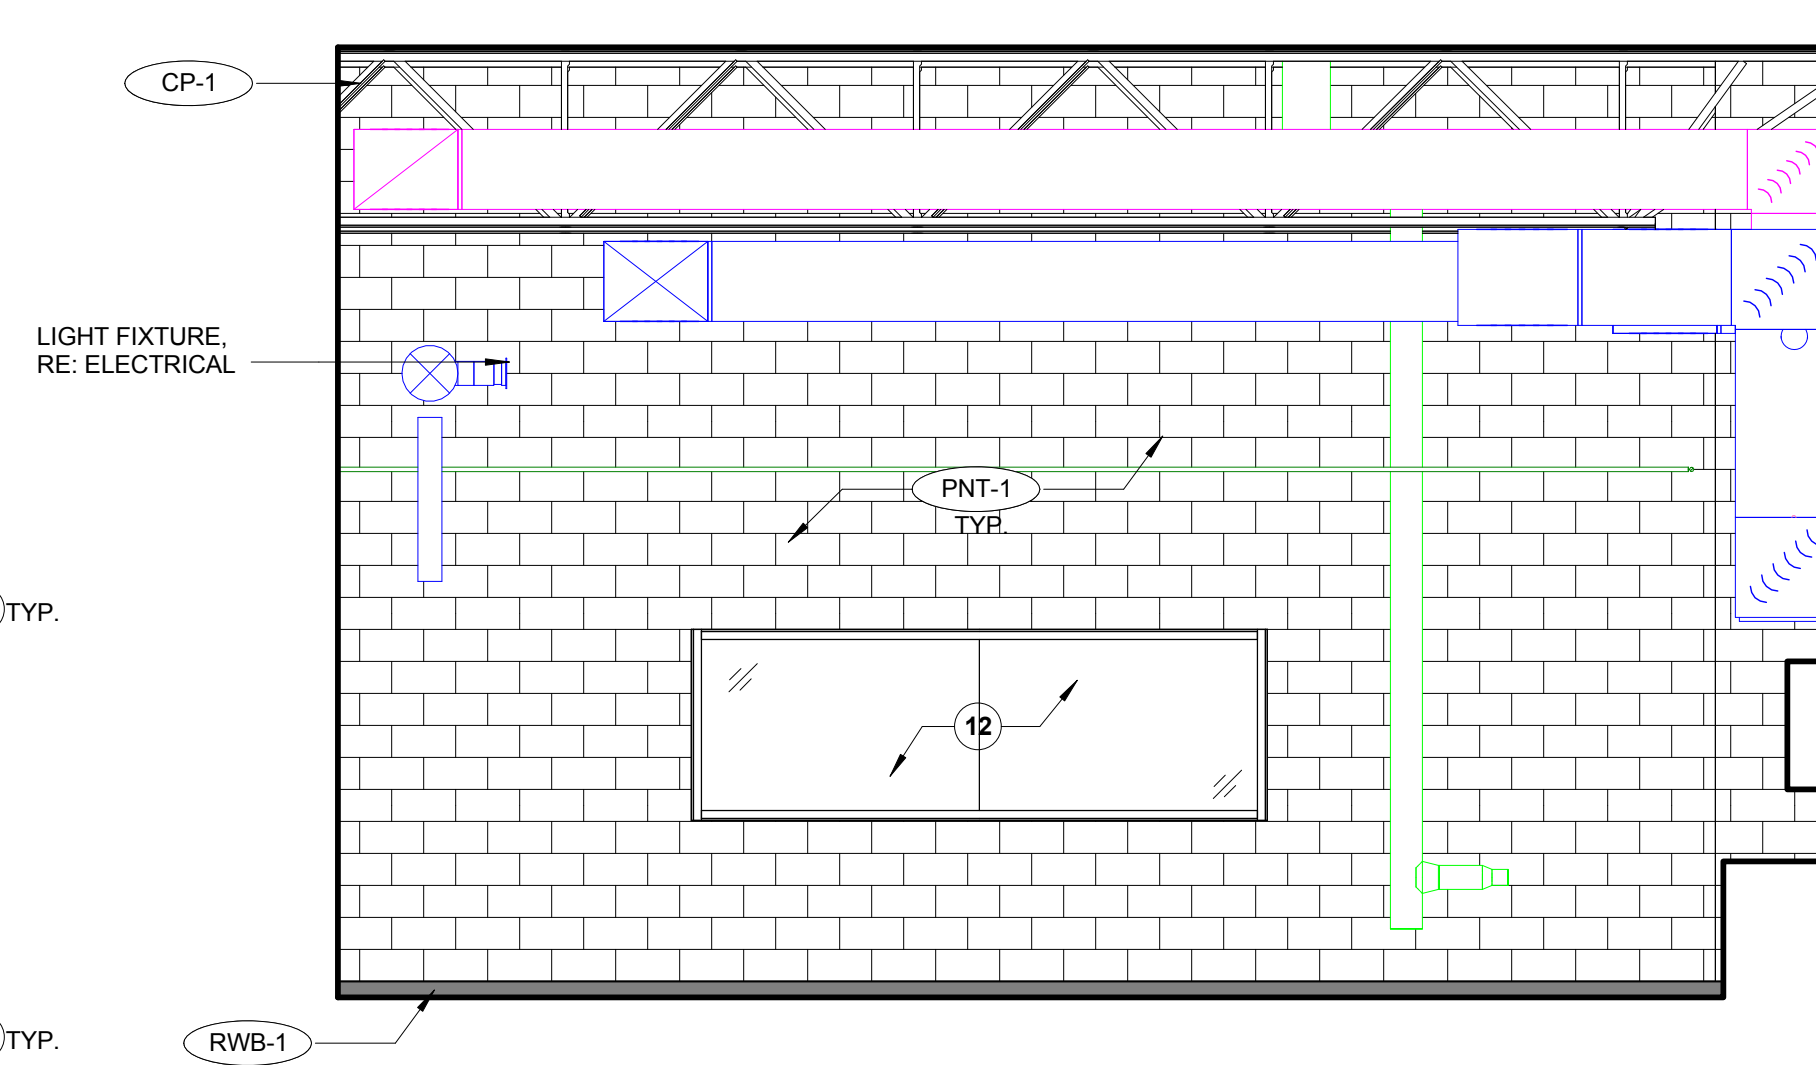 CP-1
LIGHT FIXTURE,
RE: ELECTRICAL
PNT-1
TYP.
TYP.
12
TYP.
RWB-1